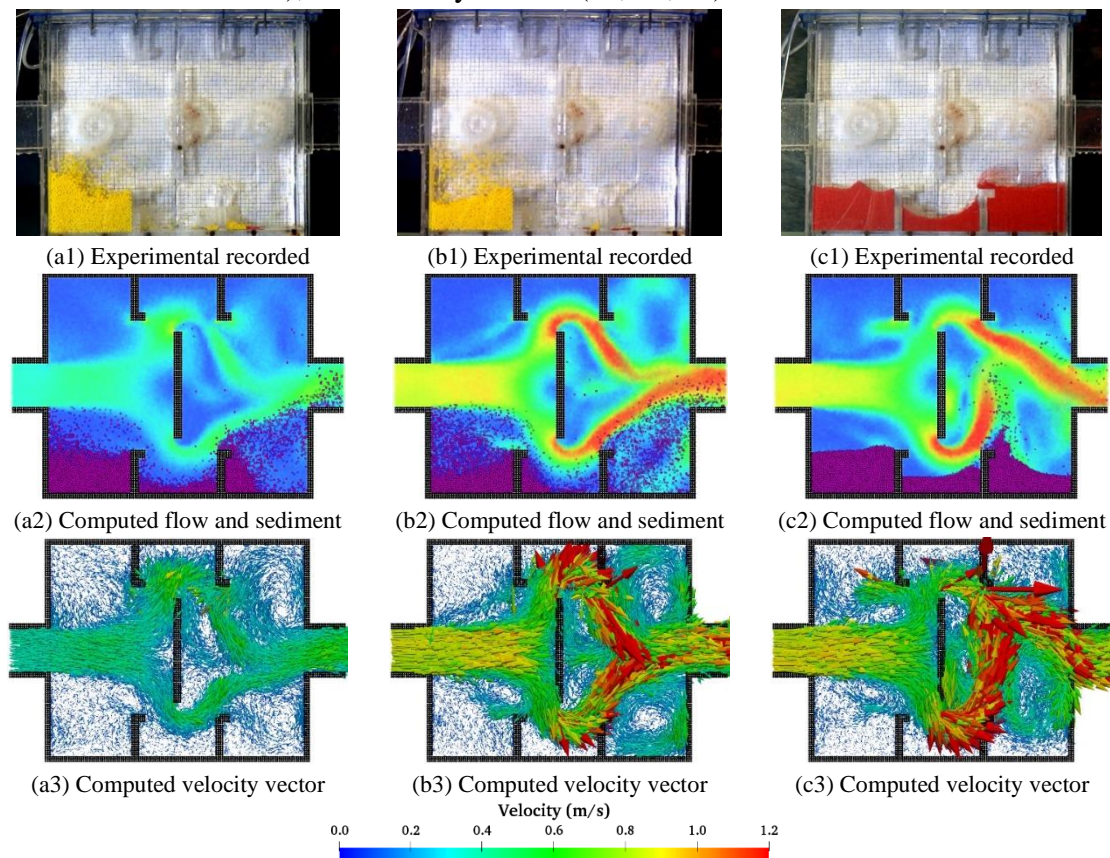 (a1) Experimental recorded
(b1) Experimental recorded
(c1) Experimental recorded
(a2) Computed flow and sediment
(b2) Computed flow and sediment
(c2) Computed flow and sediment
(a3) Computed velocity vector
(b3) Computed velocity vector
(c3) Computed velocity vector
Velocity (m/s)
0.0 0.2 0.4 0.6 0.8 1.0 1.2